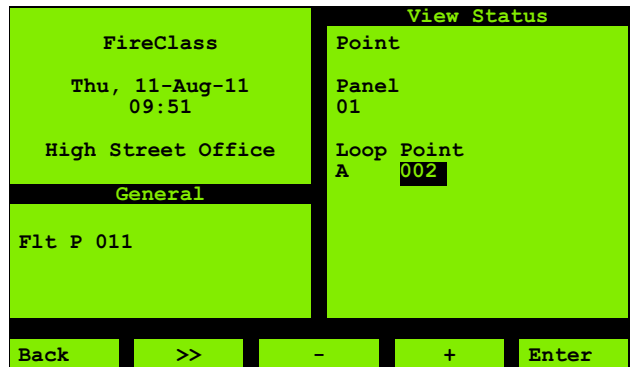 FireClass
Thu, 11-Aug-11
09:51
High Street Office
General
Flt P 011
View Status
Point
Panel
01
Loop Point
A 002
Back >> - + Enter